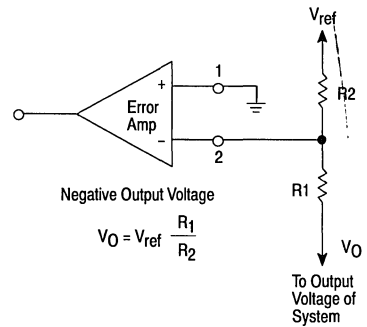 Vref
1
+
R2
Error
Amp
−
2
Negative Output Voltage
R1
VO = Vref R1
R2
VO
To Output
Voltage of
System